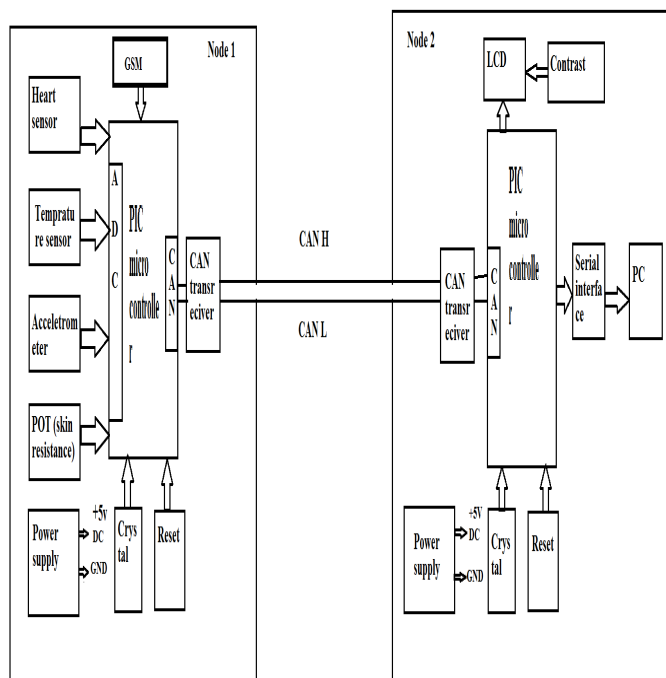 Node 1
GSM
Heart
sensor
Tempratu
re sensor
Acceletrom
eter
POT (skin
resistance)
A
D
C
PIC
micro
controlle
r
C
A
N
CAN
transr
eciver
Power
supply
+5v
DC
GND
Crys
tal
Reset
CAN H
CAN L
Node 2
LCD
Contrast
PIC
micro
controlle
r
CAN
transr
eciver
C
A
N
Serial
interfa
ce
PC
Power
supply
+5V
DC
GND
Crys
tal
Reset